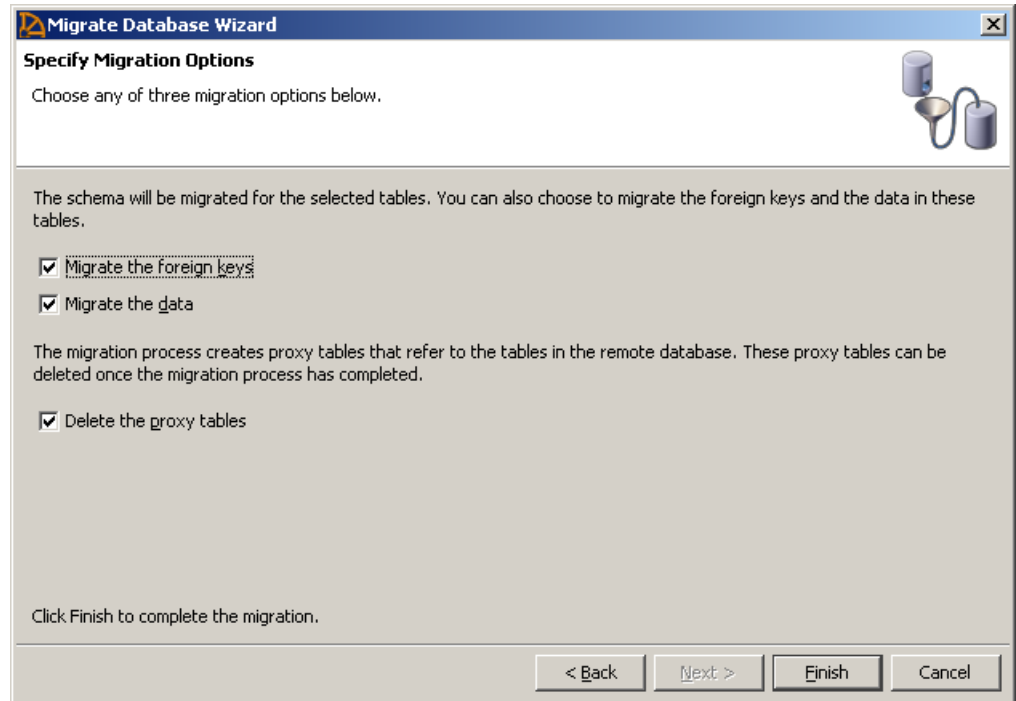 Migrate Database Wizard
Specify Migration Options
Choose any of three migration options below.
The schema will be migrated for the selected tables. You can also choose to migrate the foreign keys and the data in these
tables.
Migrate the foreign keys
Migrate the data
The migration process creates proxy tables that refer to the tables in the remote database. These proxy tables can be
deleted once the migration process has completed.
Delete the proxy tables
Click Finish to complete the migration.
< Back
Next >
Finish
Cancel